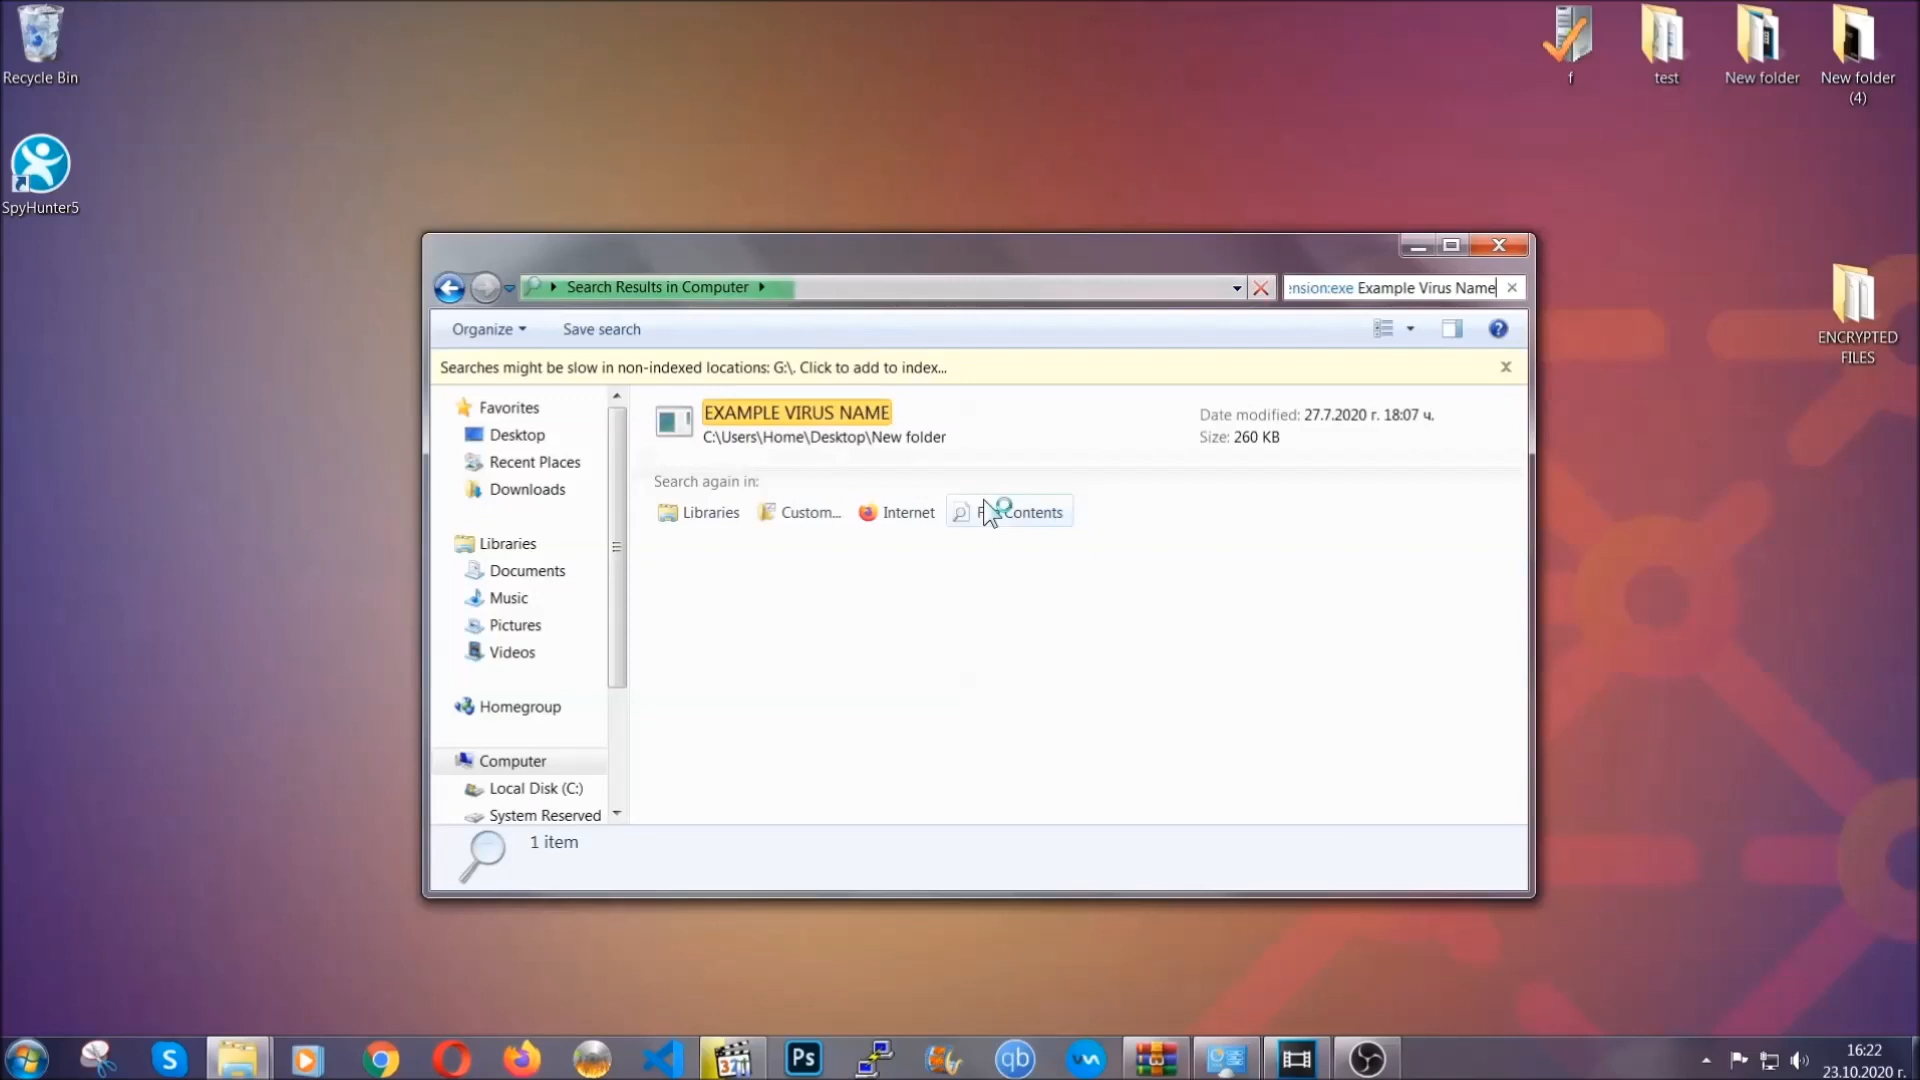 Recycle Bin
SpyHunter5
f
test
New folder
New folder
(4)
ENCRYPTED
FILES
Search Results in Computer
nsion:exe Example Virus Name
Organize
Save search
Searches might be slow in non-indexed locations: G:\. Click to add to index...
Favorites
Desktop
Recent Places
Downloads
Libraries
Documents
Music
Pictures
Videos
Homegroup
Computer
Local Disk (C:)
System Reserved
EXAMPLE VIRUS NAME
C:\Users\Home\Desktop\New folder
Date modified: 27.7.2020 г. 18:07 ч.
Size: 260 KB
Search again in:
Libraries
Custom...
Internet
Contents
1 item
S
371
Ps
qb
16:22
23.10.2020 г.